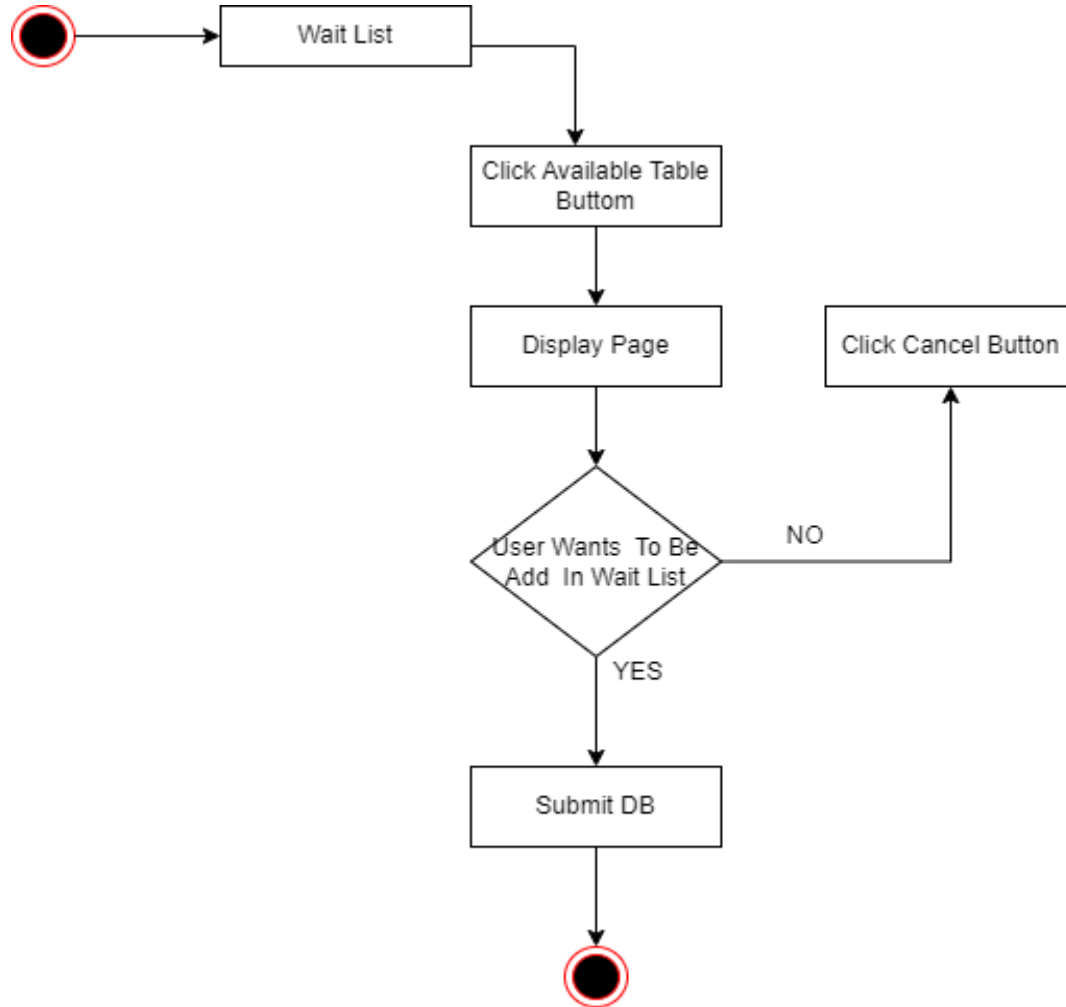 Wait List
Click Available Table
Buttom
Display Page
Click Cancel Button
User Wants To Be
Add In Wait List
NO
YES
Submit DB